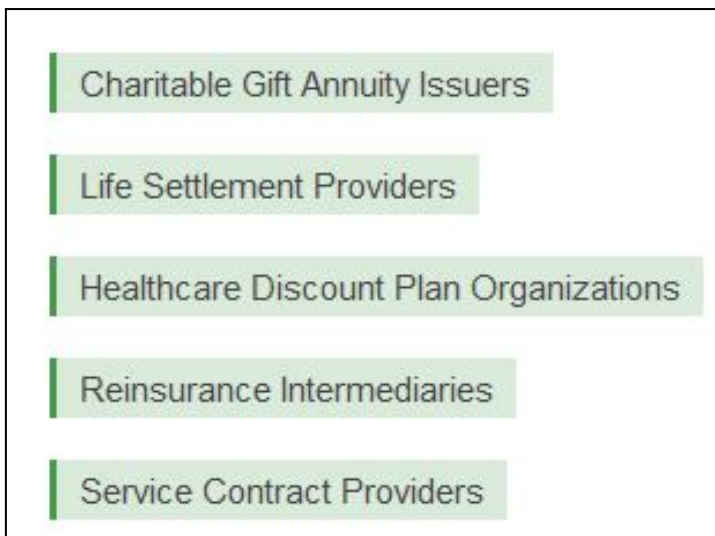 Charitable Gift Annuity Issuers
Life Settlement Providers
Healthcare Discount Plan Organizations
Reinsurance Intermediaries
Service Contract Providers